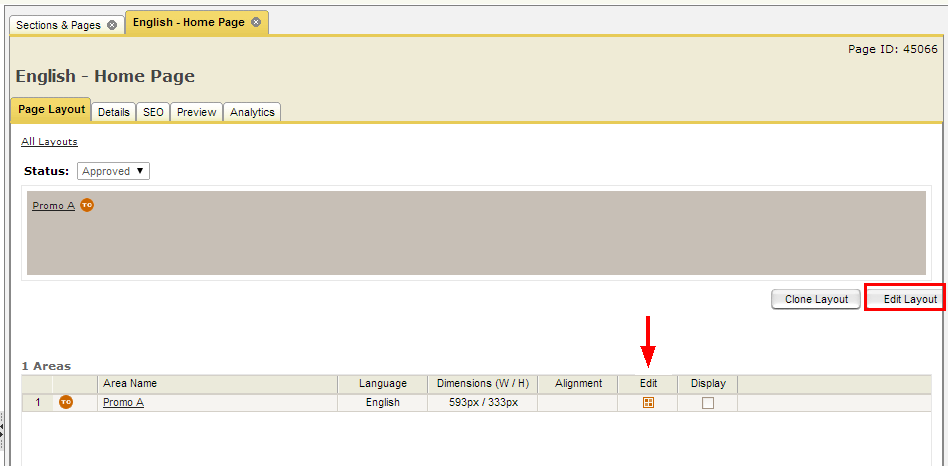 Sections & Pages English - Home Page
Page ID: 45066
English - Home Page
Page Layout Details SEO Preview Analytics
All Layouts
Status: Approved
Promo A TO
Clone Layout Edit Layout
1 Areas
Area Name Language Dimensions (W / H) Alignment Edit Display
1 TO Promo A English 593px / 333px